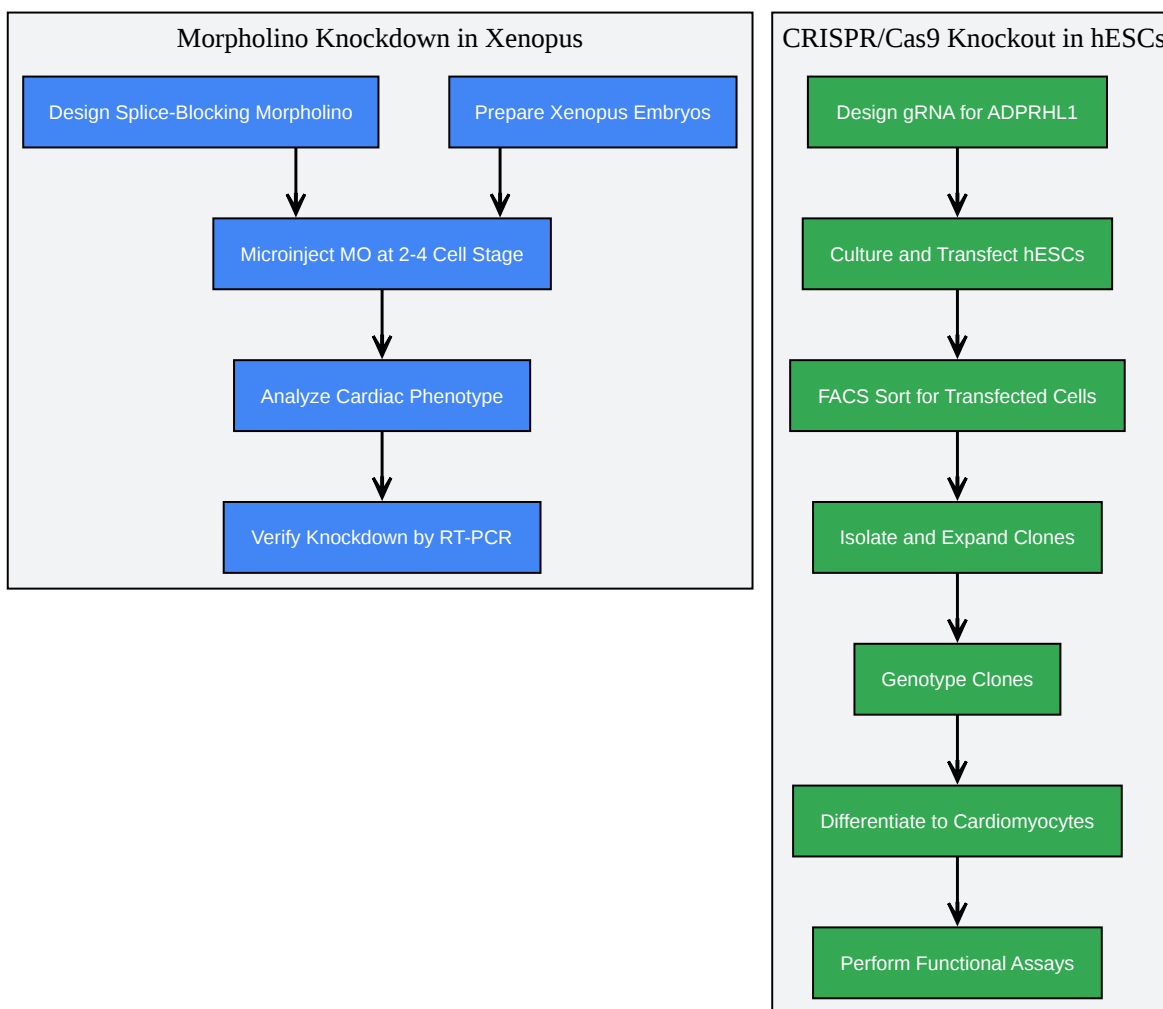 Morpholino Knockdown in Xenopus
Design Splice-Blocking Morpholino
Prepare Xenopus Embryos
Microinject MO at 2-4 Cell Stage
Analyze Cardiac Phenotype
Verify Knockdown by RT-PCR
CRISPR/Cas9 Knockout in hESCs
Design gRNA for ADPRHL1
Culture and Transfect hESCs
FACS Sort for Transfected Cells
Isolate and Expand Clones
Genotype Clones
Differentiate to Cardiomyocytes
Perform Functional Assays